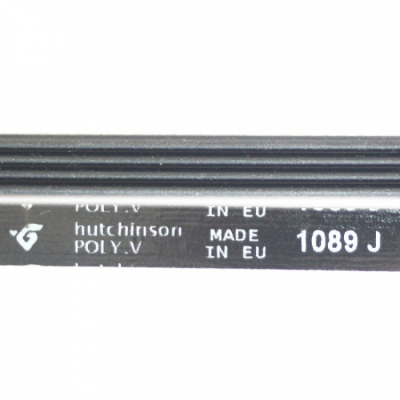 POLY.V IN EU
hutchinson MADE 1089 J
POLY.V IN EU